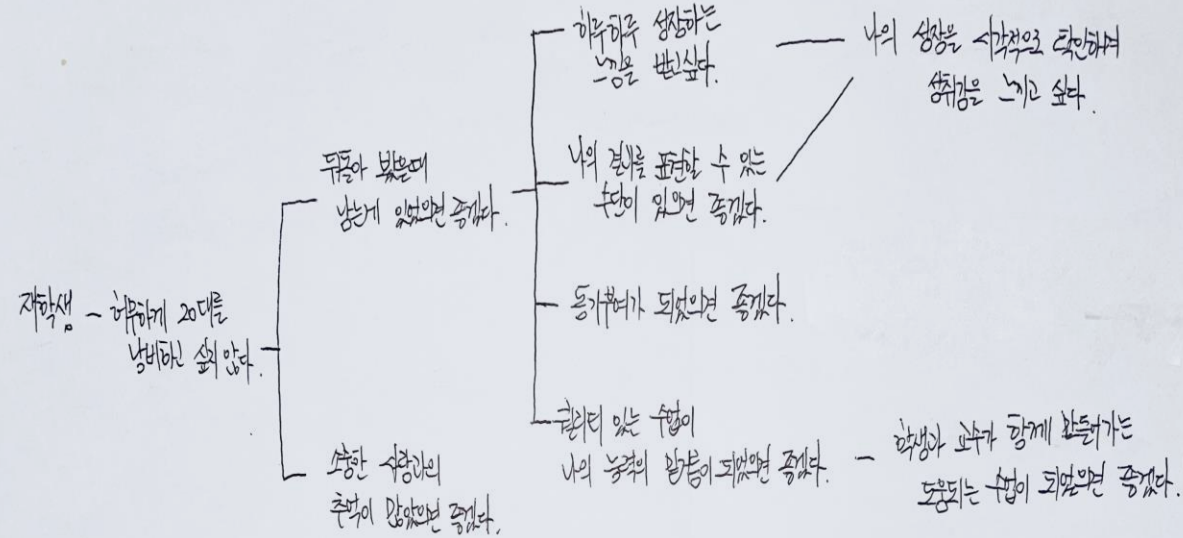 하루하루 성장하는
느낌을 받고싶다.
나의 성장을 시각적으로 확인하며
성취감을 느끼고 싶다.
뒤돌아 봤을때
남는게 있었으면 좋겠다.
나의 결과를 표현할 수 있는
수단이 있으면 좋겠다.
재학생
허무하게 20대를
낭비하고 싶지 않다.
동기부여가 되었으면 좋겠다.
소중한 사람과의
추억이 많았으면 좋겠다.
퀄리티 있는 수업이
나의 능력의 밑거름이 되었으면 좋겠다.
학생과 교수가 함께 만들어가는
도움되는 수업이 되었으면 좋겠다.